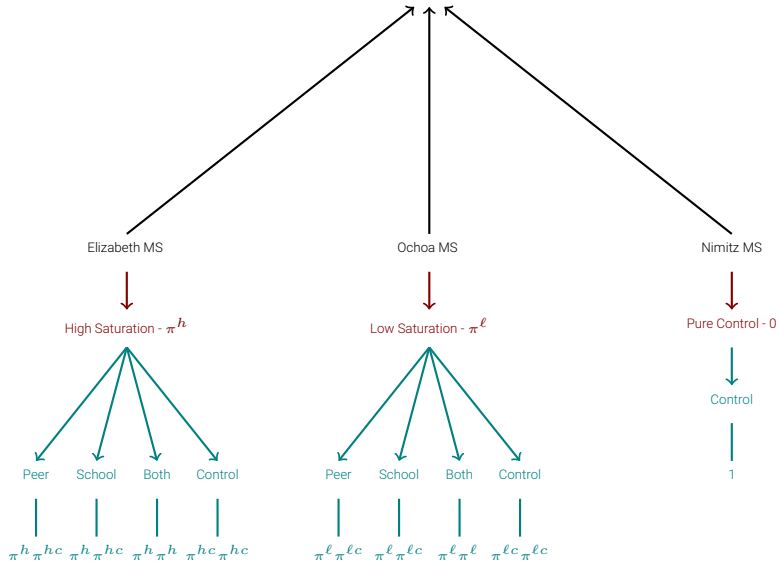 Elizabeth MS Ochoa MS Nimitz MS
High Saturation - π^h Low Saturation - π^ℓ Pure Control - 0
Control
Peer School Both Control Peer School Both Control 1
π^h π^hc π^h π^hc π^h π^h π^hc π^hc π^ℓ π^ℓc π^ℓ π^ℓc π^ℓ π^ℓ π^ℓc π^ℓc